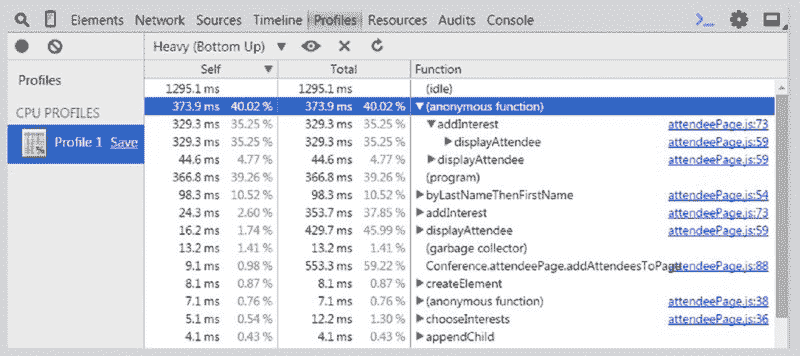 Elements Network Sources Timeline Profiles Resources Audits Console
Heavy (Bottom Up)
Profiles
CPU PROFILES
Profile 1 Save
Self Total Function
1295.1 ms 1295.1 ms (idle)
373.9 ms 40.02 % 373.9 ms 40.02 % (anonymous function)
329.3 ms 35.25 % 329.3 ms 35.25 % addInterest attendeePage.js:73
329.3 ms 35.25 % 329.3 ms 35.25 % displayAttendee attendeePage.js:59
44.6 ms 4.77 % 44.6 ms 4.77 % displayAttendee attendeePage.js:59
366.8 ms 39.26 % 366.8 ms 39.26 % (program)
98.3 ms 10.52 % 98.3 ms 10.52 % byLastNameThenFirstName attendeePage.js:54
24.3 ms 2.60 % 353.7 ms 37.85 % addInterest attendeePage.js:73
16.2 ms 1.74 % 429.7 ms 45.99 % displayAttendee attendeePage.js:59
13.2 ms 1.41 % 13.2 ms 1.41 % (garbage collector)
9.1 ms 0.98 % 553.3 ms 59.22 % Conference.attendeePage.addAttendeesToPage attendeePage.js:88
8.1 ms 0.87 % 8.1 ms 0.87 % createElement
7.1 ms 0.76 % 7.1 ms 0.76 % (anonymous function) attendeePage.js:38
5.1 ms 0.54 % 12.2 ms 1.30 % chooseInterests attendeePage.js:36
4.1 ms 0.43 % 4.1 ms 0.43 % appendChild